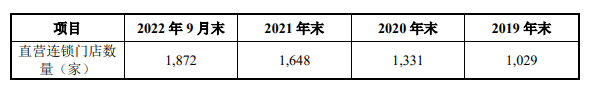 项目 2022 年 9 月末 2021 年末 2020 年末 2019 年末
直营连锁门店数
量（家） 1,872 1,648 1,331 1,029